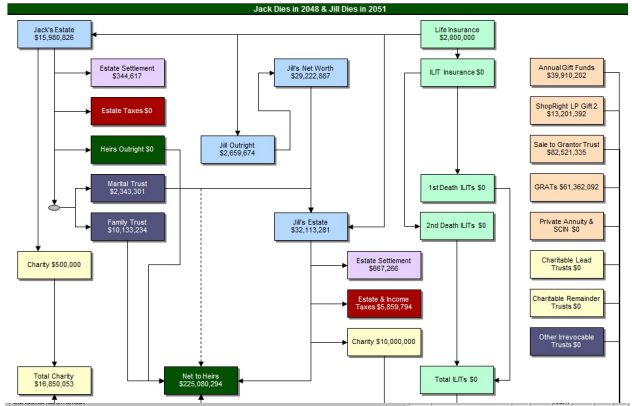 Jack Dies in 2048 & Jill Dies in 2051
Jack's Estate
$15,980,826
Life Insurance
$2,800,000
Estate Settlement
$344,617
Jill's Net Worth
$29,222,887
ILIT Insurance $0
Annual Gift Funds
$39,910,202
Estate Taxes $0
ShopRight LP Gift 2
$13,201,392
Heirs Outright $0
Jill Outright
$2,659,674
Sale to Grantor Trust
$82,521,335
Marital Trust
$2,343,301
1st Death ILITs $0
GRATs $61,362,092
Family Trust
$10,133,234
Jill's Estate
$32,113,281
2nd Death ILITs $0
Private Annuity &
SCIN $0
Charity $500,000
Estate Settlement
$667,266
Charitable Lead
Trusts $0
Estate & Income
Taxes $5,859,794
Charitable Remainder
Trusts $0
Charity $10,000,000
Other Irrevocable
Trusts $0
Total Charity
$16,850,053
Net to Heirs
$225,080,294
Total ILITs $0